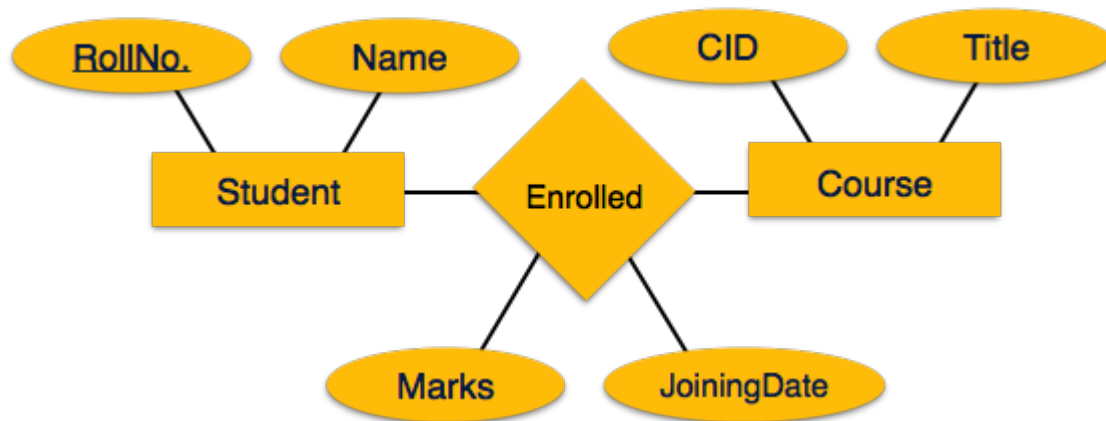 RollNo.
Name
CID
Title
Student
Enrolled
Course
Marks
JoiningDate